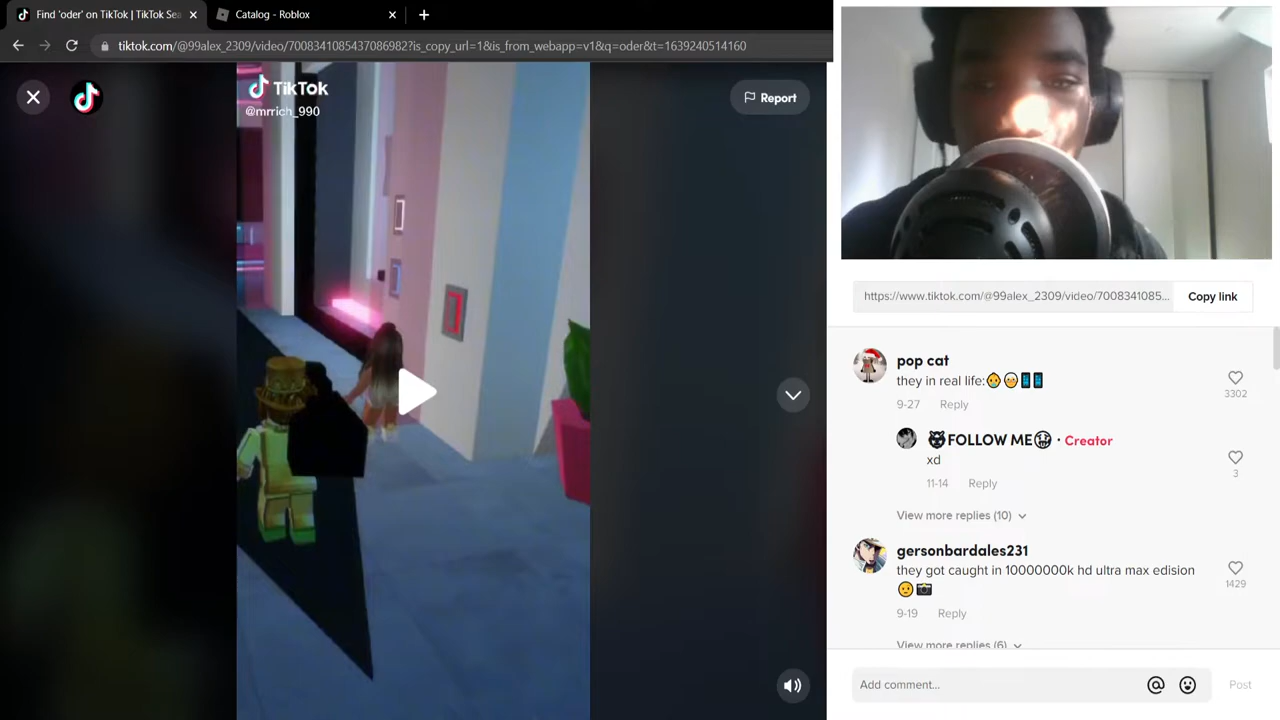 Find 'oder' on TikTok | TikTok Sea
Catalog - Roblox
tiktok.com/@99alex_2309/video/7008341085437086982?is_copy_url=1&is_from_webapp=v1&q=oder&t=1639240514160
TikTok
@mrrich_990
Report
https://www.tiktok.com/@99alex_2309/video/7008341085...
Copy link
pop cat
they in real life:👶👵📱📱
3302
9-27 Reply
🐺FOLLOW ME🥶 · Creator
xd
3
11-14 Reply
View more replies (10)
gersonbardales231
they got caught in 10000000k hd ultra max edision
🤨📸
1429
9-19 Reply
View more replies (6)
Add comment...
Post